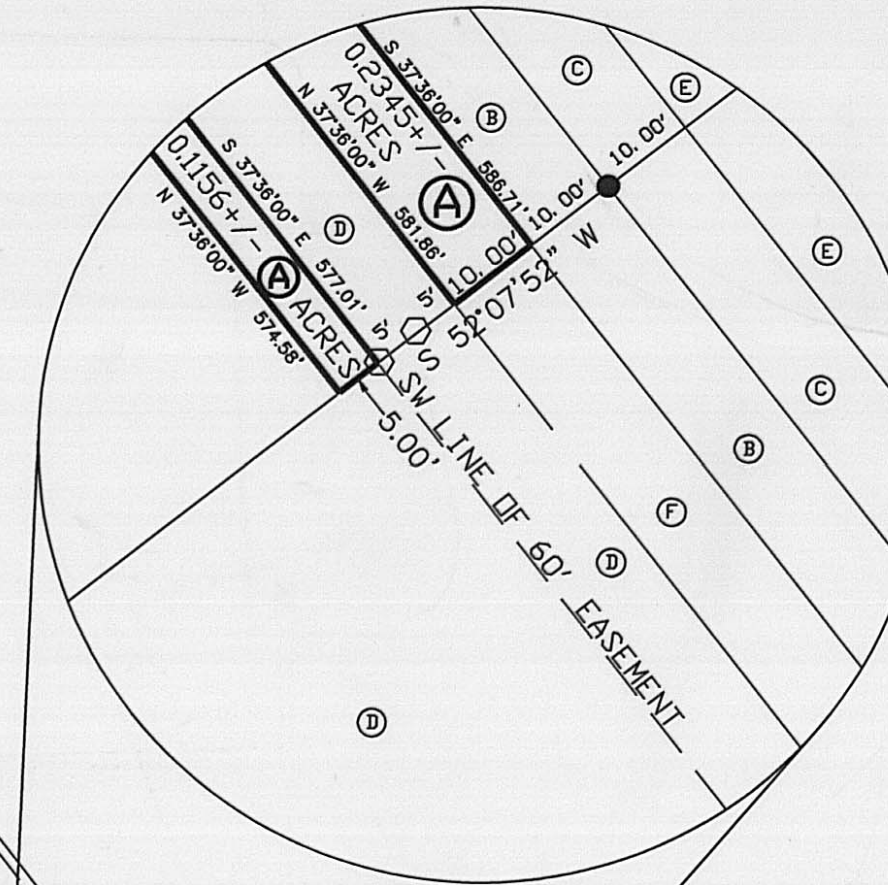 S 37°36'00" E 586.71'
0.2345+/-
ACRES
A
N 37°36'00" W 581.86'
S 37°36'00" E 577.01'
0.1156+/-
A
ACRES
N 37°36'00" W 574.58'
B
C
E
D
10.00'
10.00'
10.00'
5'
5'
S 52°07'52" W
5.00'
SW LINE OF 60' EASEMENT
E
C
B
F
D
D